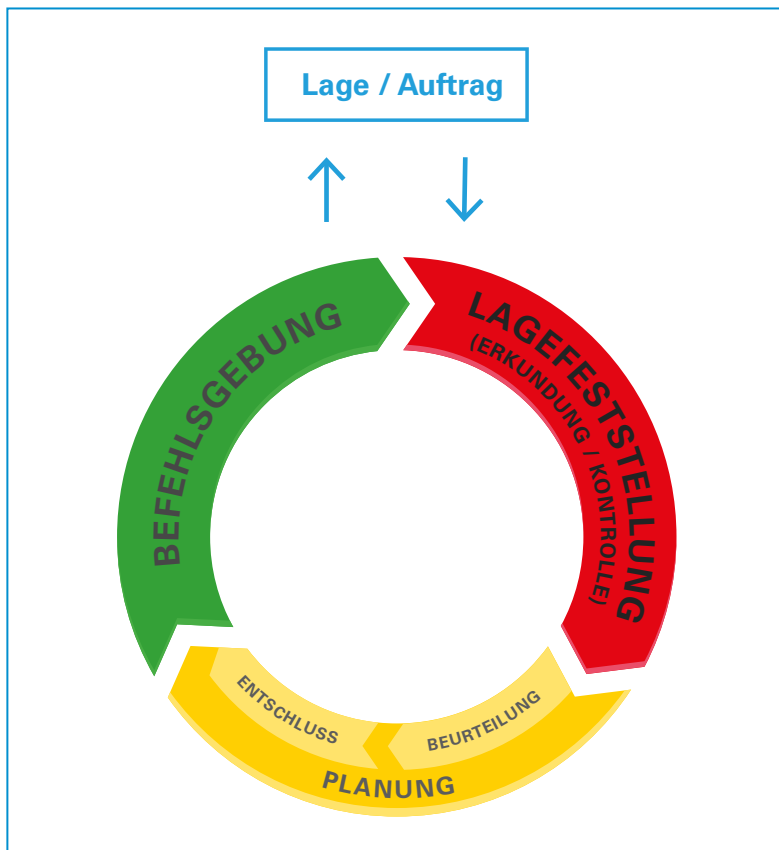 Lage / Auftrag
LAGEFESTSTELLUNG
(ERKUNDUNG / KONTROLLE)
BEURTEILUNG
ENTSCHLUSS
PLANUNG
BEFEHLSGEBUNG